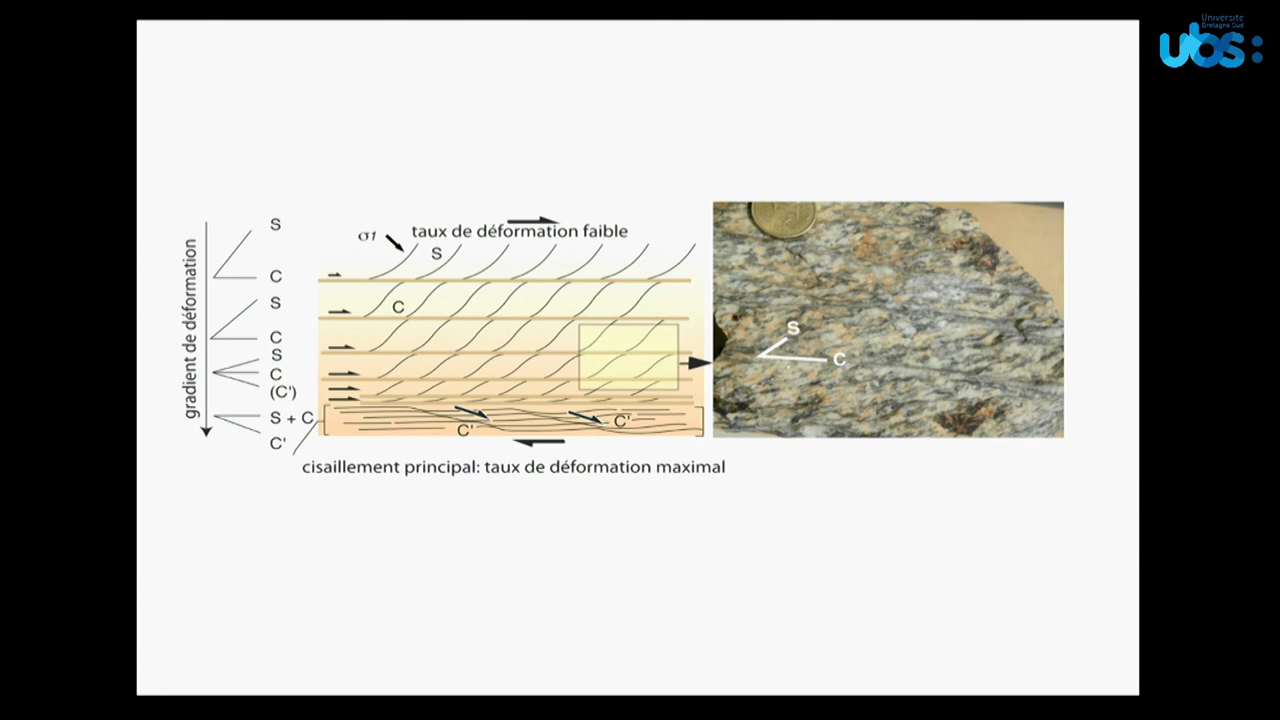 Université
Bretagne Sud
ubs:
gradient de déformation
S
C
S
C
S
C
(C')
S + C
C'
σ1
taux de déformation faible
S
C
C'
C'
cisaillement principal: taux de déformation maximal
S
C